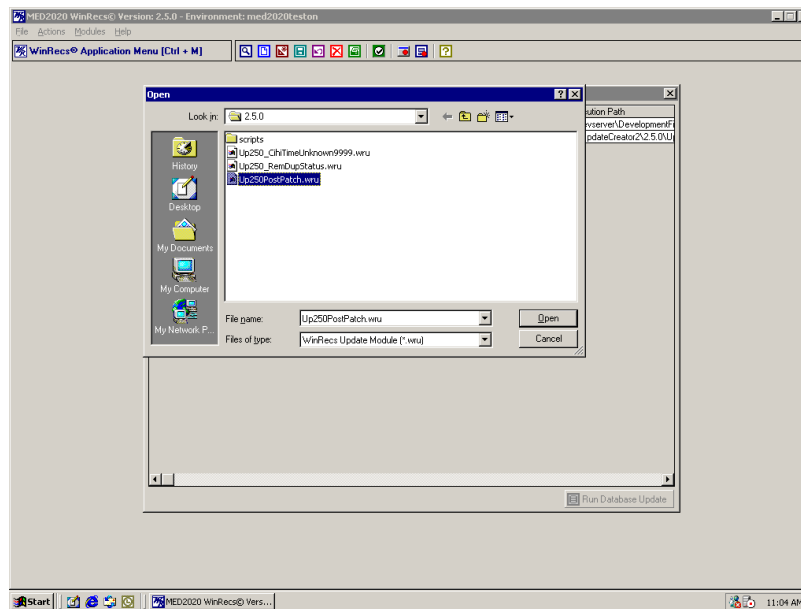 MED2020 WinRecs© Version: 2.5.0 - Environment: med2020teston
File Actions Modules Help
WinRecs© Application Menu [Ctrl + M]
Open
Look in: 2.5.0
History
Desktop
My Documents
My Computer
My Network P...
scripts
Up250_CihiTimeUnknown9999.wru
Up250_RemDupStatus.wru
Up250PostPatch.wru
File name: Up250PostPatch.wru Open
Files of type: WinRecs Update Module (*.wru) Cancel
ution Path
vserver\DevelopmentFi
pdateCreator2\2.5.0\U
Run Database Update
Start MED2020 WinRecs© Vers... 11:04 AM